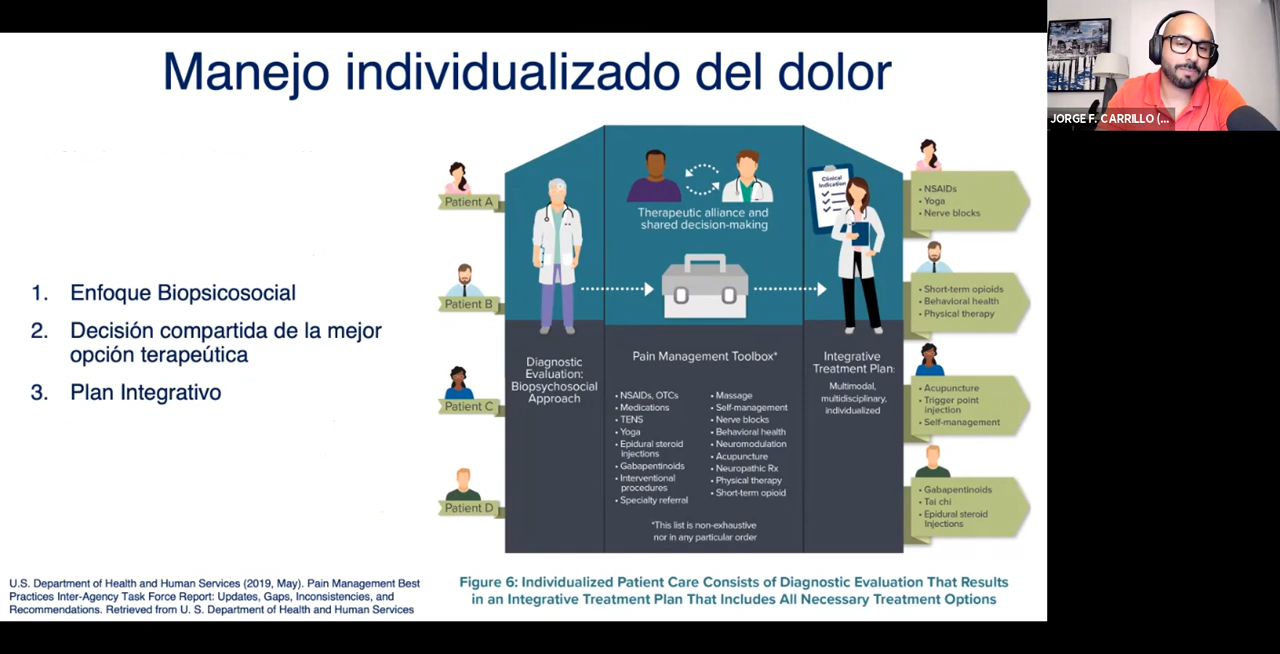 Manejo individualizado del dolor
JORGE F. CARRILLO (...
1. Enfoque Biopsicosocial
2. Decisión compartida de la mejor
opción terapeútica
3. Plan Integrativo
Patient A
Patient B
Patient C
Patient D
Diagnostic
Evaluation:
Biopsychosocial
Approach
Therapeutic alliance and
shared decision-making
Pain Management Toolbox*
• NSAIDs, OTCs
• Medications
• TENS
• Yoga
• Epidural steroid
injections
• Gabapentinoids
• Interventional
procedures
• Specialty referral
• Massage
• Self-management
• Nerve blocks
• Behavioral health
• Neuromodulation
• Acupuncture
• Neuropathic Rx
• Physical therapy
• Short-term opioid
*This list is non-exhaustive
nor in any particular order
Clinical
Indication
Integrative
Treatment Plan:
Multimodal,
multidisciplinary,
individualized
• NSAIDs
• Yoga
• Nerve blocks
• Short-term opioids
• Behavioral health
• Physical therapy
• Acupuncture
• Trigger point
injection
• Self-management
• Gabapentinoids
• Tai chi
• Epidural steroid
Injections
U.S. Department of Health and Human Services (2019, May). Pain Management Best
Practices Inter-Agency Task Force Report: Updates, Gaps, Inconsistencies, and
Recommendations. Retrieved from U. S. Department of Health and Human Services
Figure 6: Individualized Patient Care Consists of Diagnostic Evaluation That Results
in an Integrative Treatment Plan That Includes All Necessary Treatment Options